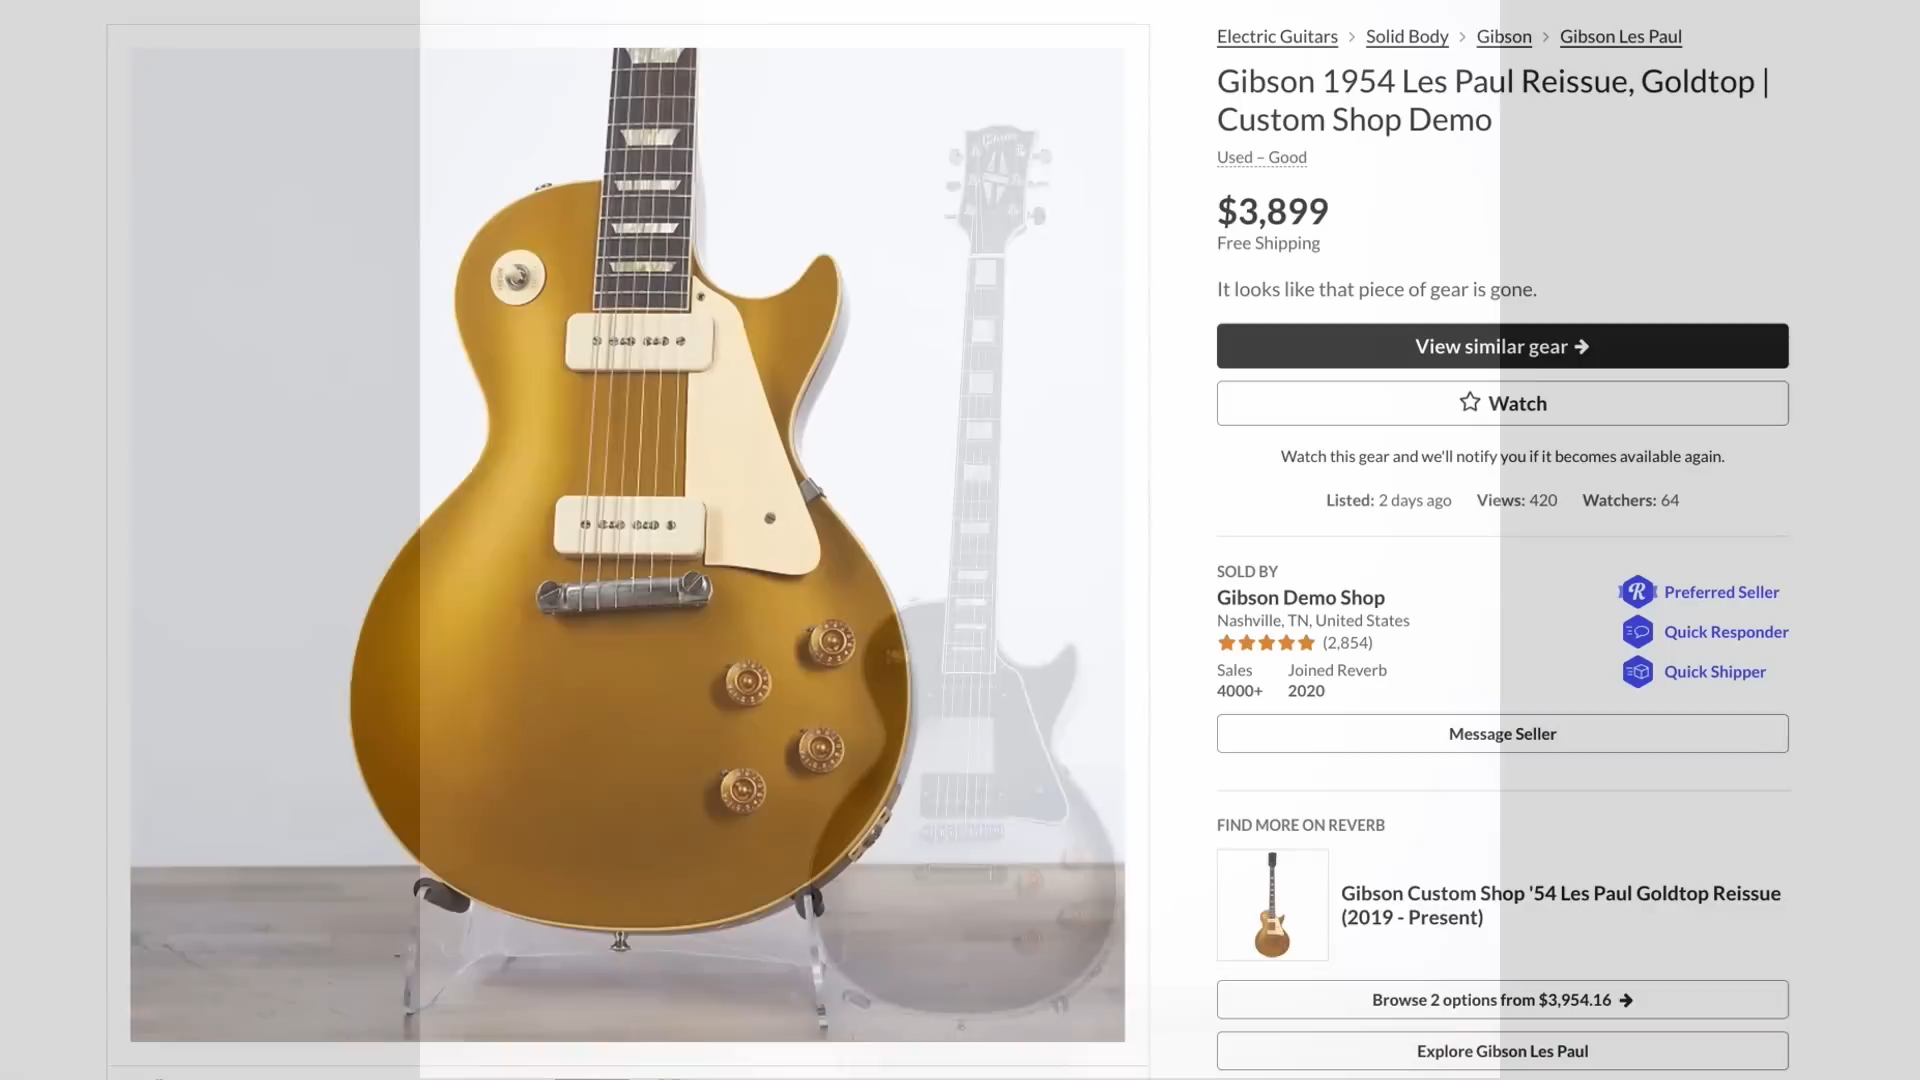 Electric Guitars > Solid Body > Gibson > Gibson Les Paul
Gibson 1954 Les Paul Reissue, Goldtop |
Custom Shop Demo
Used – Good
$3,899
Free Shipping
It looks like that piece of gear is gone.
View similar gear →
Watch
Watch this gear and we'll notify you if it becomes available again.
Listed: 2 days ago Views: 420 Watchers: 64
SOLD BY
Gibson Demo Shop
Nashville, TN, United States
(2,854)
Sales Joined Reverb
4000+ 2020
Preferred Seller
Quick Responder
Quick Shipper
Message Seller
FIND MORE ON REVERB
Gibson Custom Shop '54 Les Paul Goldtop Reissue
(2019 - Present)
Browse 2 options from $3,954.16 →
Explore Gibson Les Paul